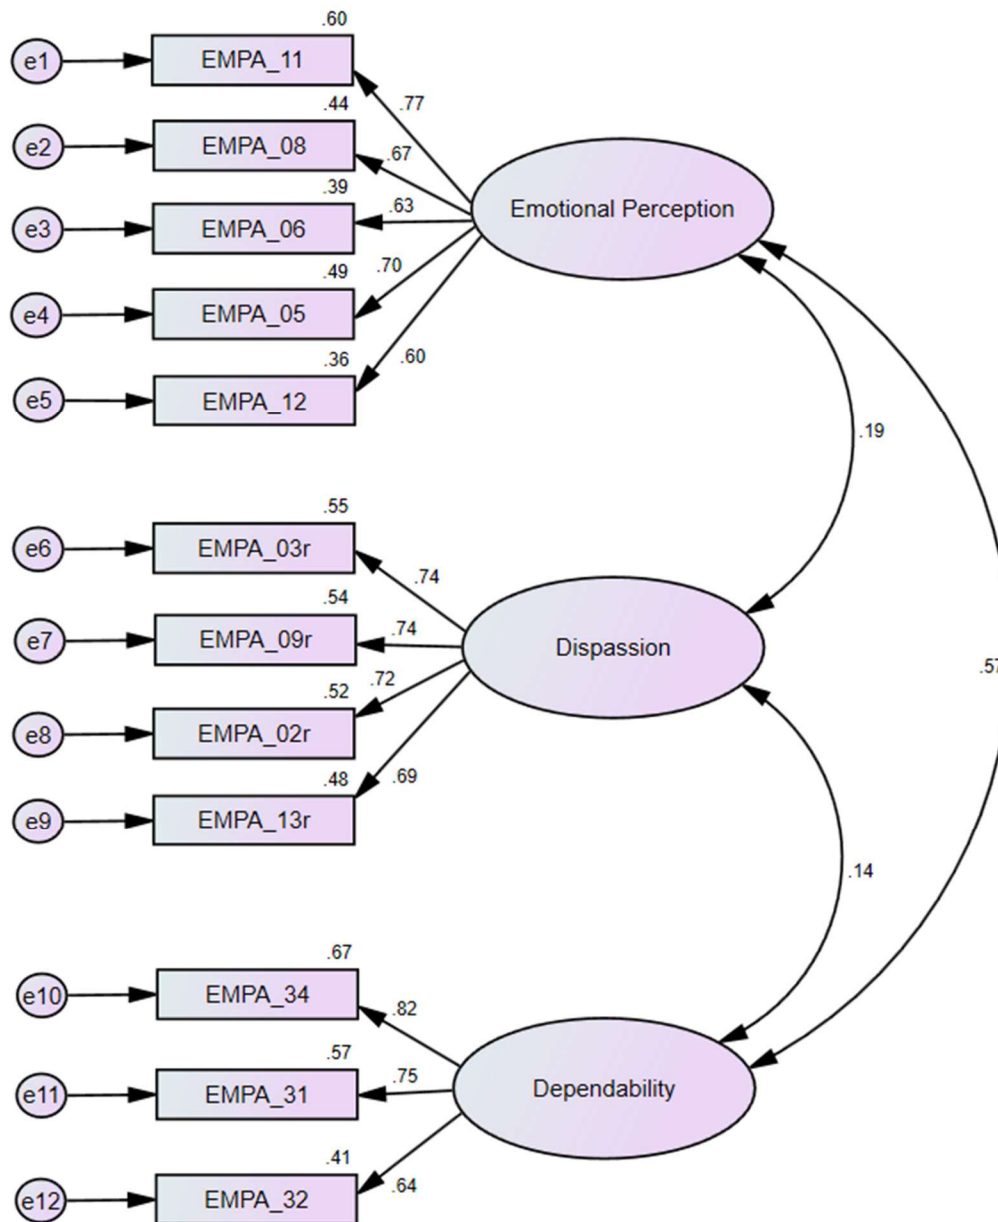 .60
e1 EMPA_11
.77
.44
e2 EMPA_08
.67
.39
e3 EMPA_06
.63
Emotional Perception
.49
e4 EMPA_05
.70
.36
e5 EMPA_12
.60
.19
.55
e6 EMPA_03r
.74
.54
e7 EMPA_09r
.74
Dispassion
.52
e8 EMPA_02r
.72
.57
.48
e9 EMPA_13r
.69
.14
.67
e10 EMPA_34
.82
.57
e11 EMPA_31
.75
Dependability
.41
e12 EMPA_32
.64